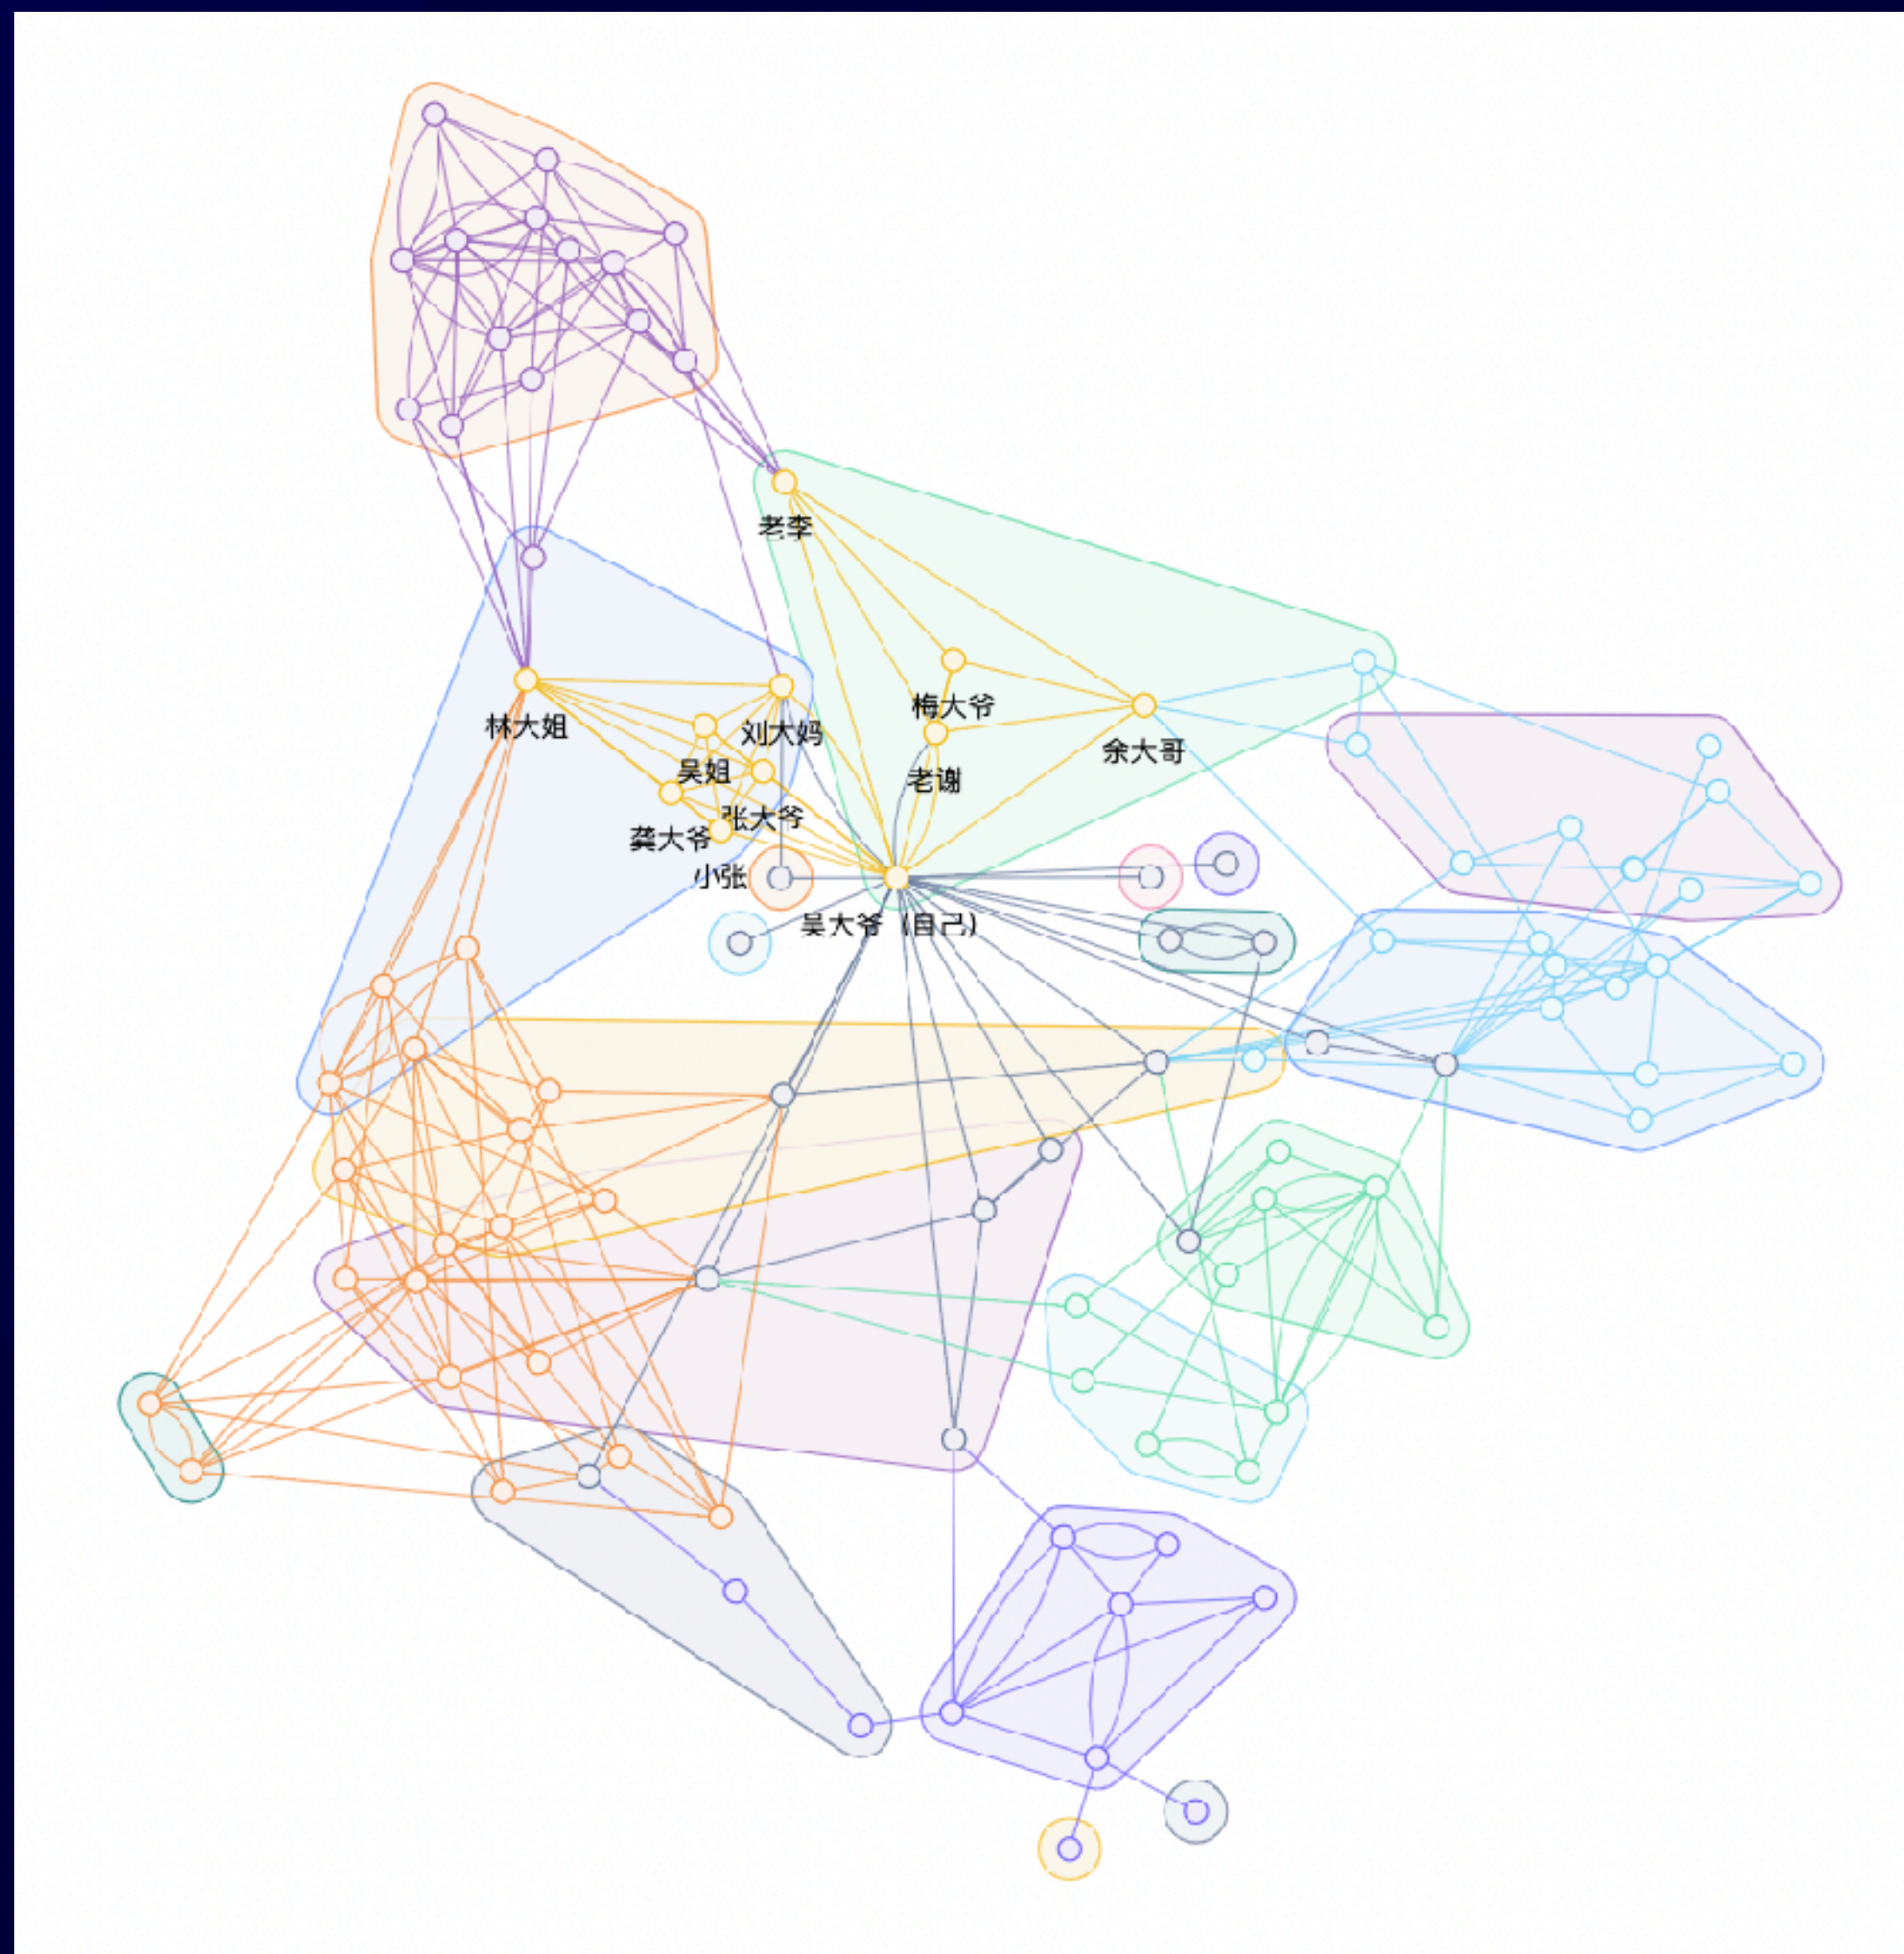 老李
梅大爷
林大姐
刘大妈
余大哥
吴姐
老谢
张大爷
龚大爷
小张
吴大爷（自己）